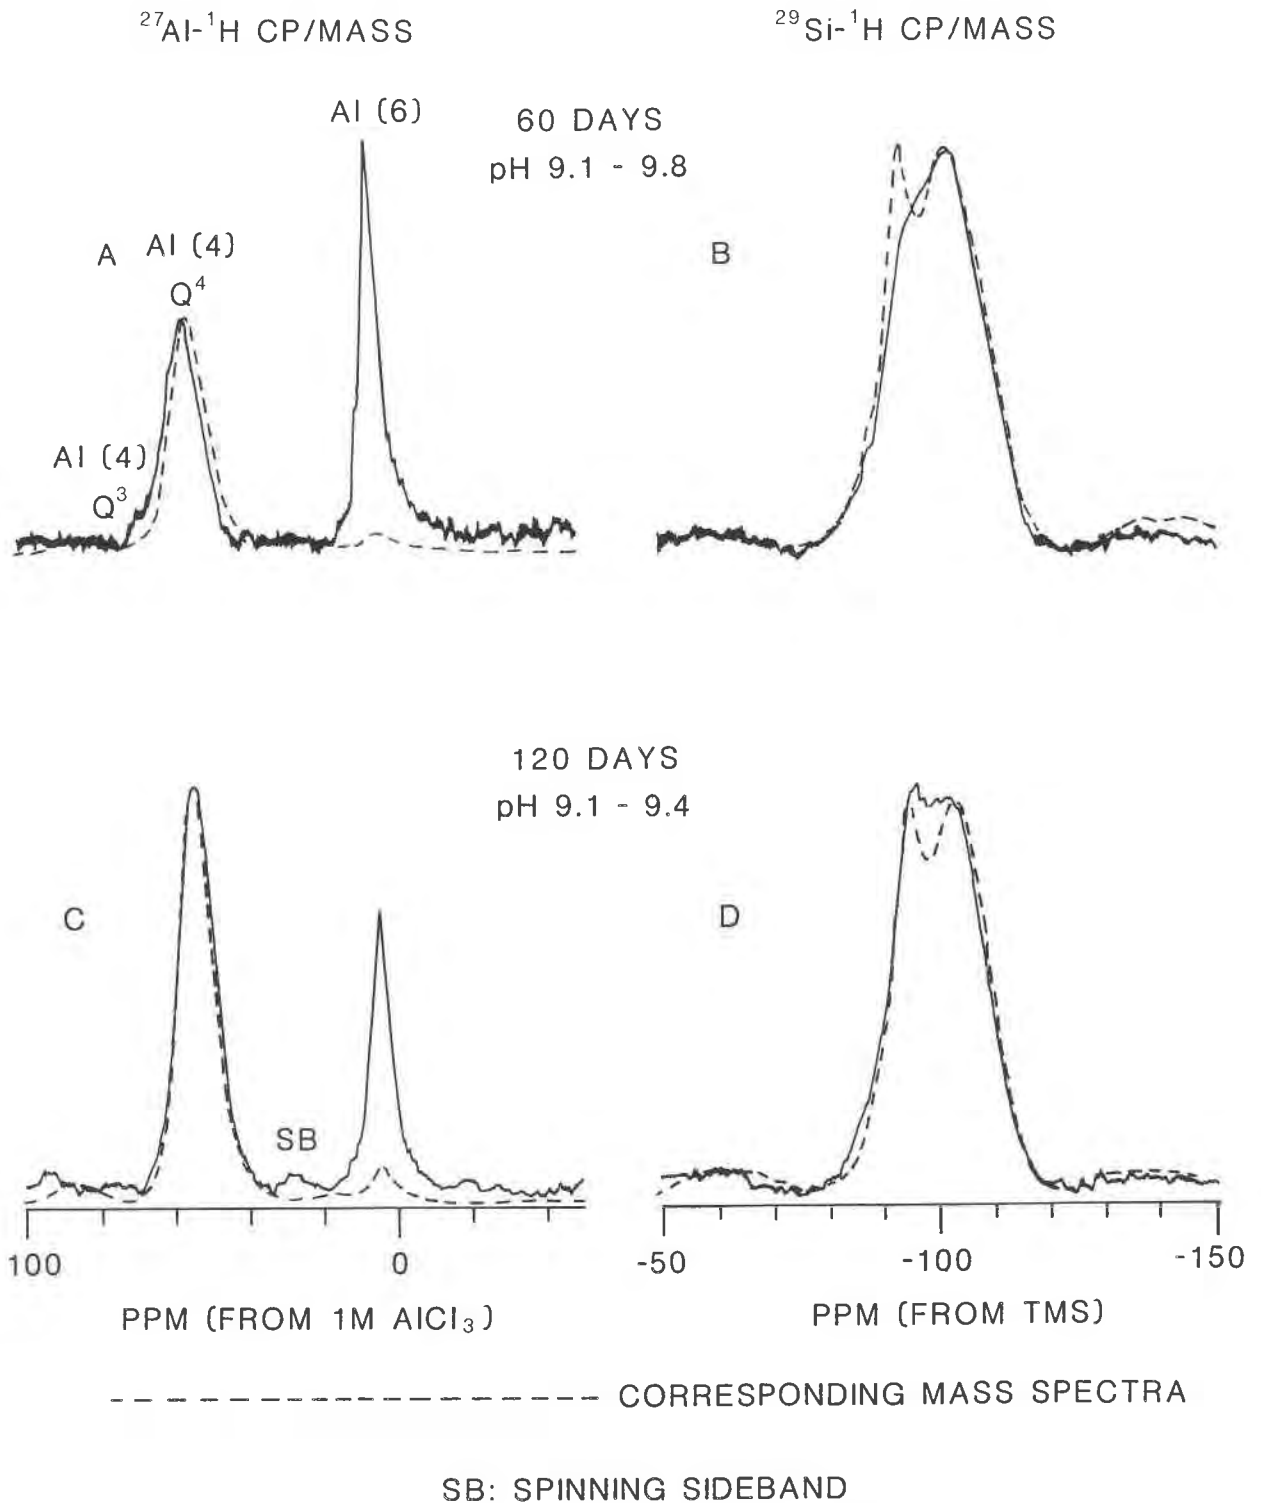 ²⁷Al-¹H CP/MASS
²⁹Si-¹H CP/MASS
Al (6)
60 DAYS
pH 9.1 - 9.8
A
Al (4)
Q⁴
B
Al (4)
Q³
120 DAYS
pH 9.1 - 9.4
C
D
SB
100
0
-50
-100
-150
PPM (FROM 1M AlCl₃)
PPM (FROM TMS)
CORRESPONDING MASS SPECTRA
SB: SPINNING SIDEBAND